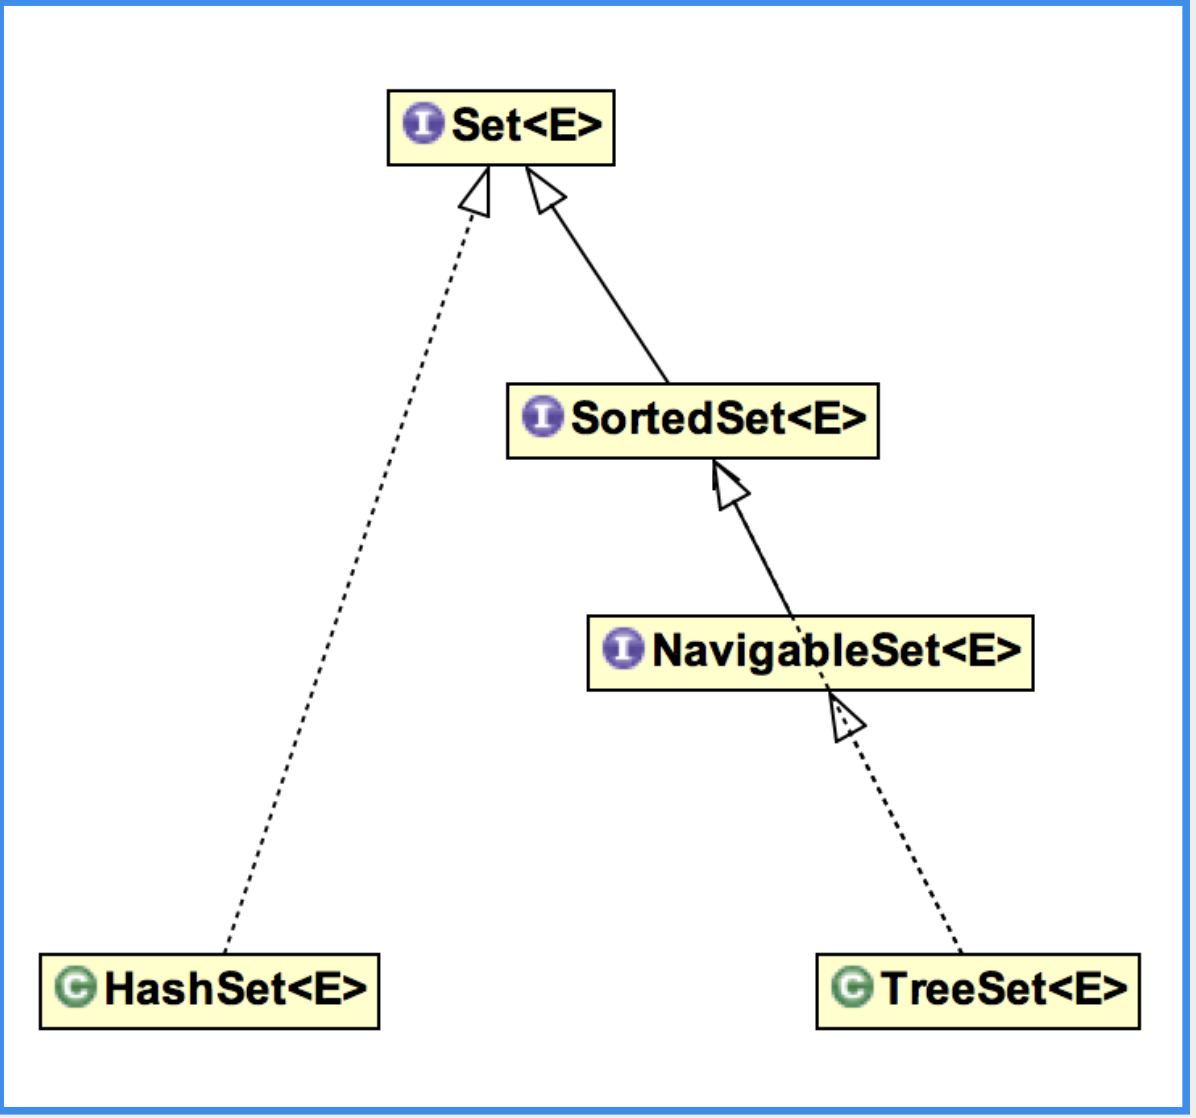 I Set<E>
I SortedSet<E>
I NavigableSet<E>
C HashSet<E>
C TreeSet<E>